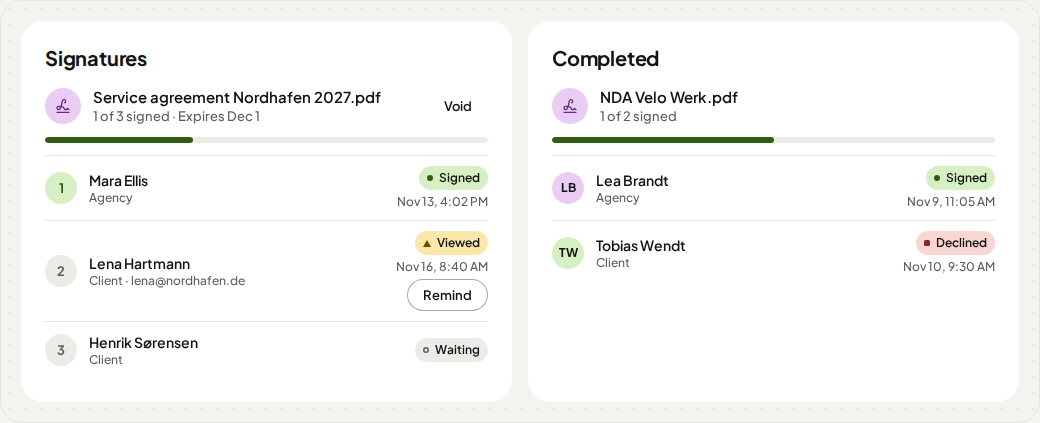 Signatures
Service agreement Nordhafen 2027.pdf
1 of 3 signed · Expires Dec 1
Void
1
Mara Ellis
Agency
Signed
Nov 13, 4:02 PM
2
Lena Hartmann
Client · lena@nordhafen.de
Viewed
Nov 16, 8:40 AM
Remind
3
Henrik Sørensen
Client
Waiting
Completed
NDA Velo Werk.pdf
1 of 2 signed
LB
Lea Brandt
Agency
Signed
Nov 9, 11:05 AM
TW
Tobias Wendt
Client
Declined
Nov 10, 9:30 AM